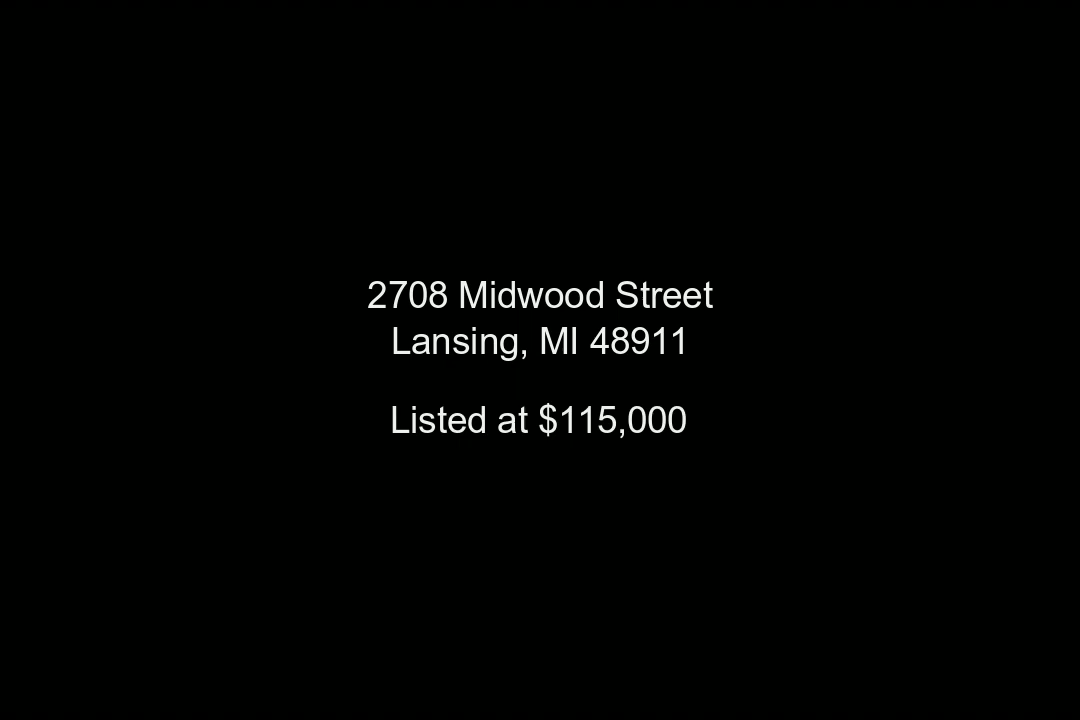 2708 Midwood Street
Lansing, MI 48911
Listed at $115,000